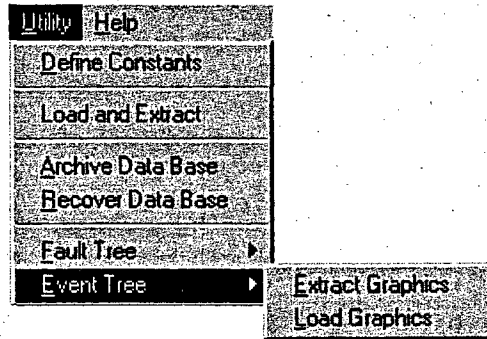 Utility Help
Define Constants
Load and Extract
Archive Data Base
Recover Data Base
Fault Tree
Event Tree
Extract Graphics
Load Graphics